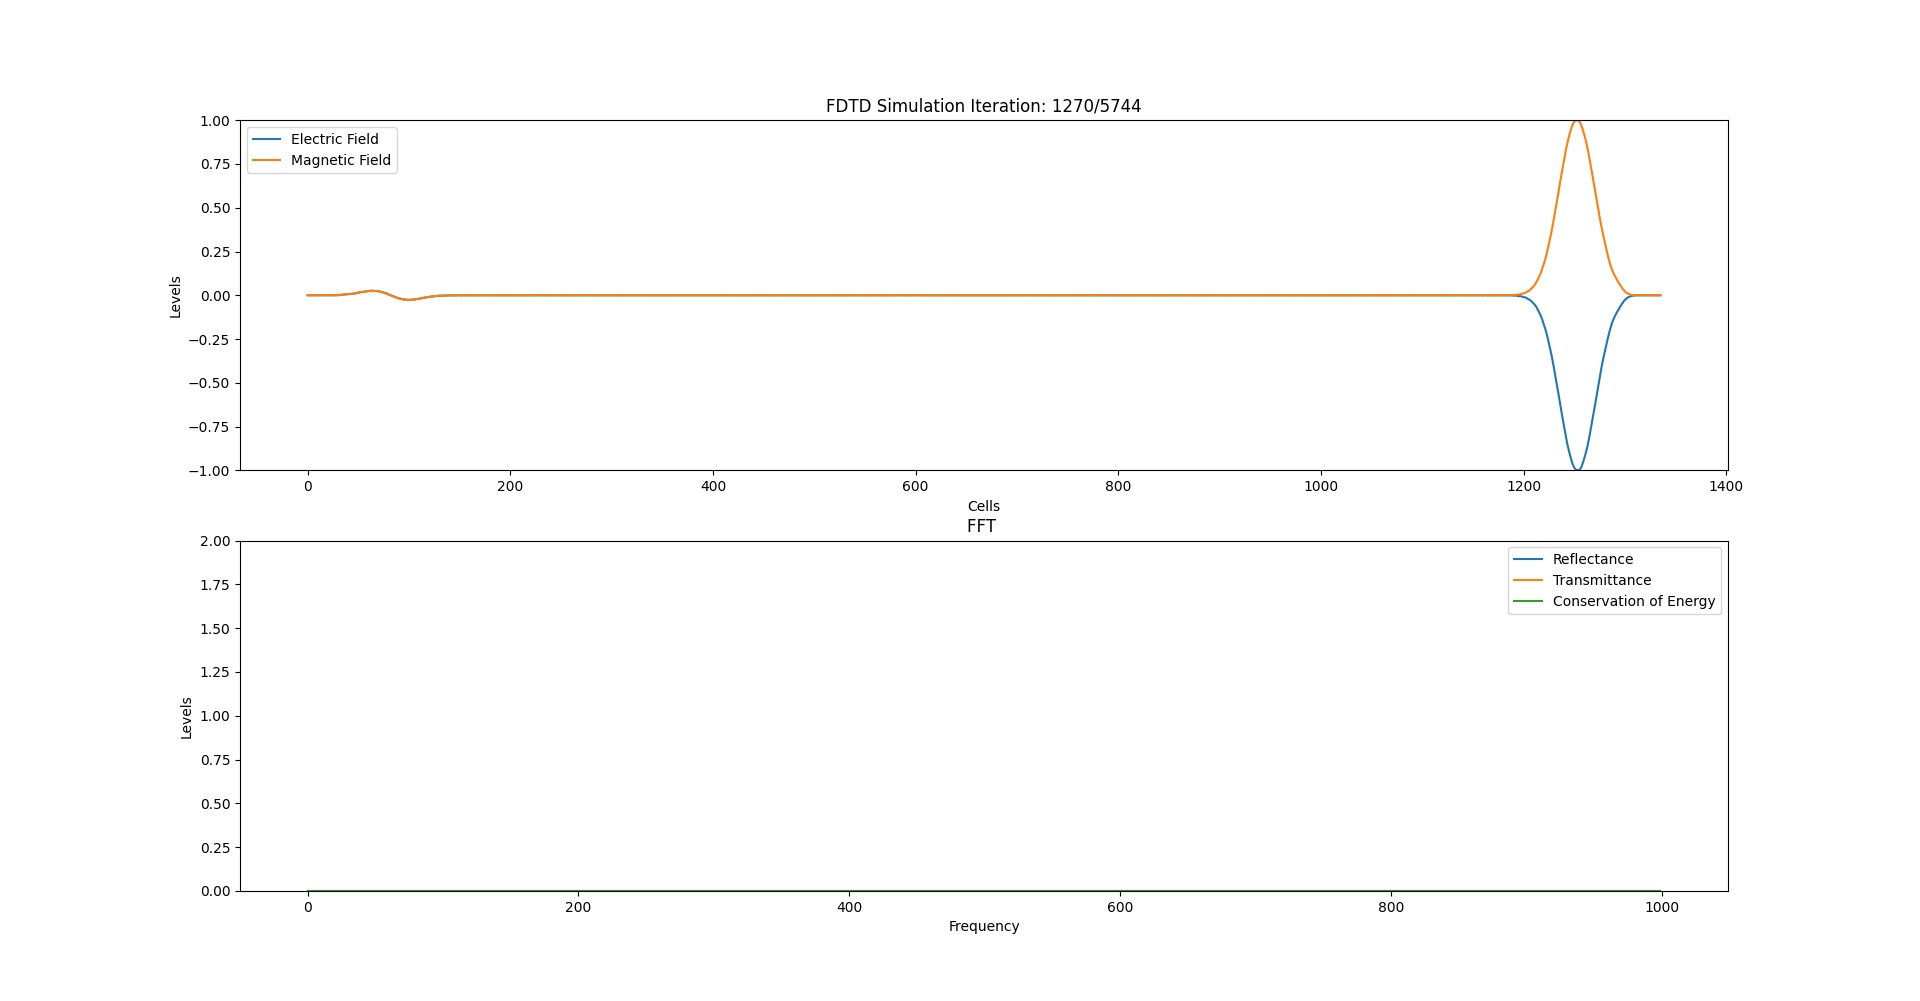 FDTD Simulation Iteration: 1270/5744
Electric Field
Magnetic Field
1.00
0.75
0.50
0.25
0.00
−0.25
−0.50
−0.75
−1.00
Levels
0 200 400 600 800 1000 1200 1400
Cells
FFT
Reflectance
Transmittance
Conservation of Energy
2.00
1.75
1.50
1.25
1.00
0.75
0.50
0.25
0.00
Levels
0 200 400 600 800 1000
Frequency